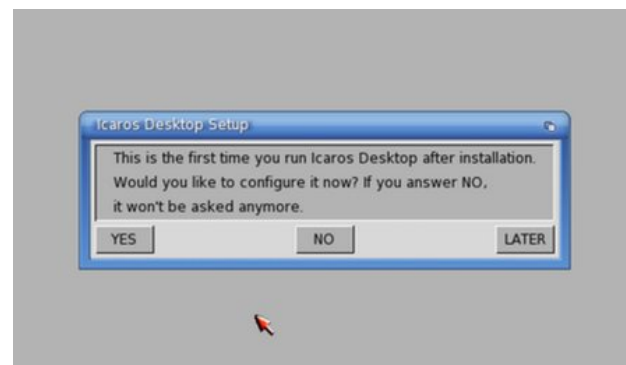 Icaros Desktop Setup
This is the first time you run Icaros Desktop after installation.
Would you like to configure it now? If you answer NO,
it won't be asked anymore.
YES NO LATER